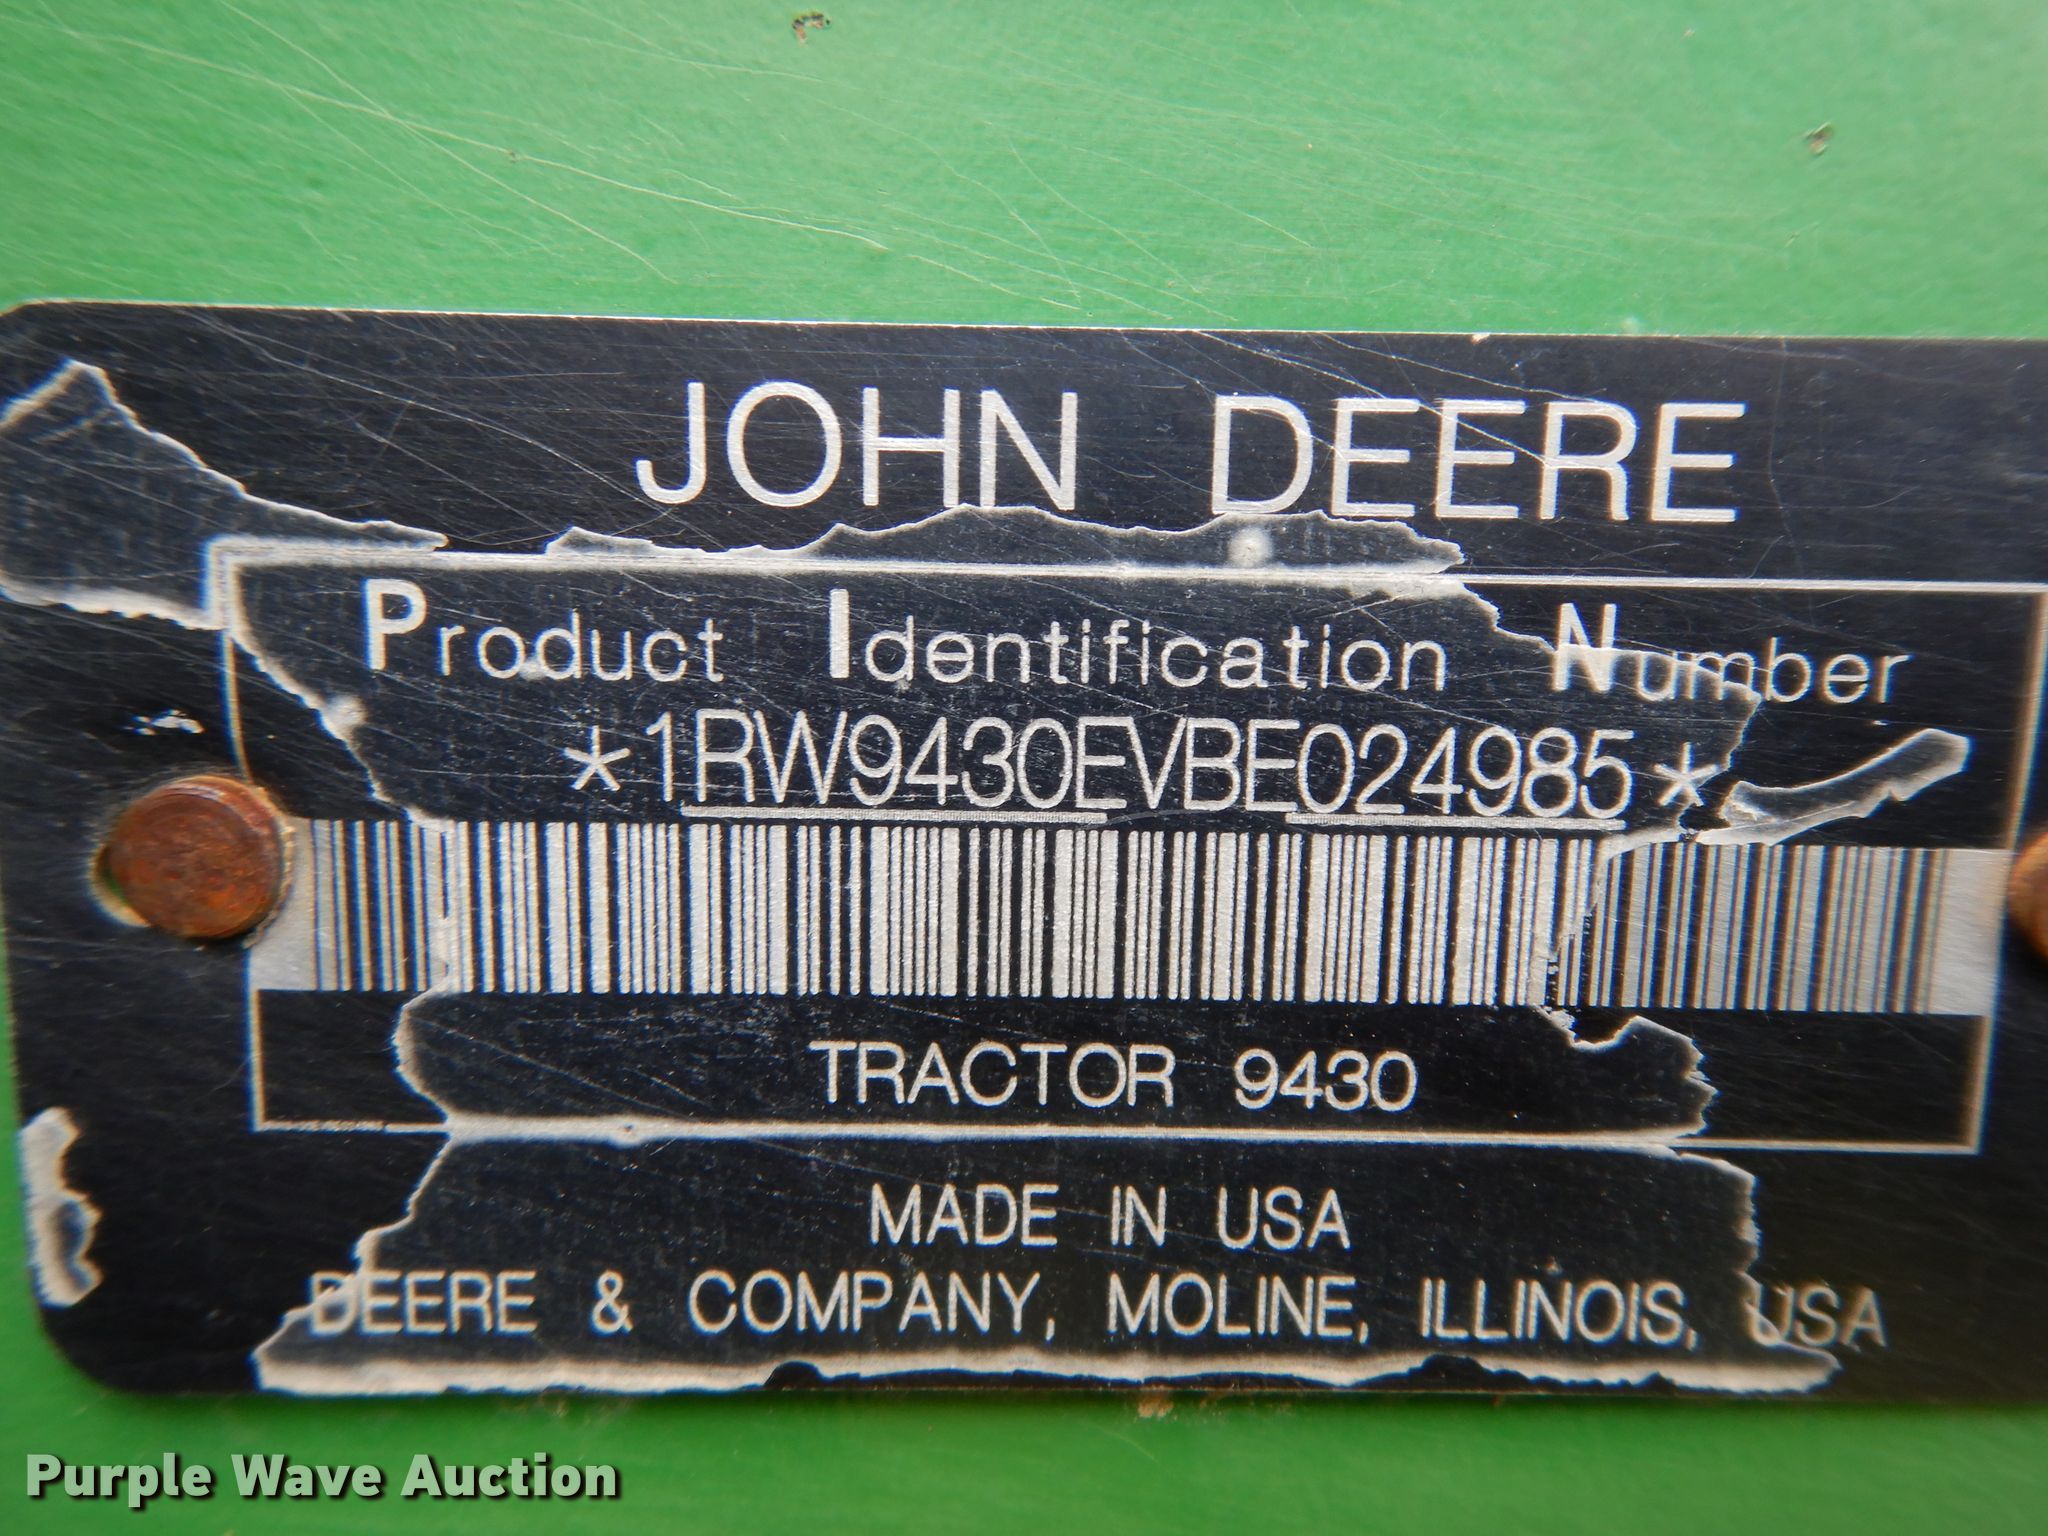 JOHN DEERE
Product Identification Number
*1RW9430EVBE024985*
TRACTOR 9430
MADE IN USA
DEERE & COMPANY, MOLINE, ILLINOIS, USA
Purple Wave Auction